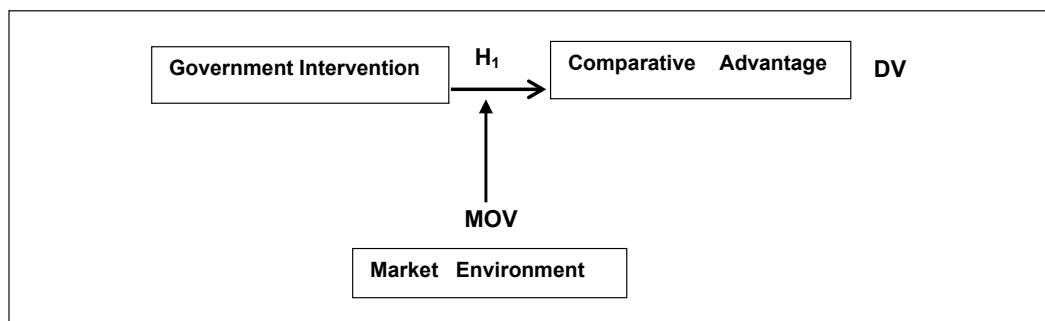 Government Intervention
H₁
Comparative Advantage
DV
MOV
Market Environment